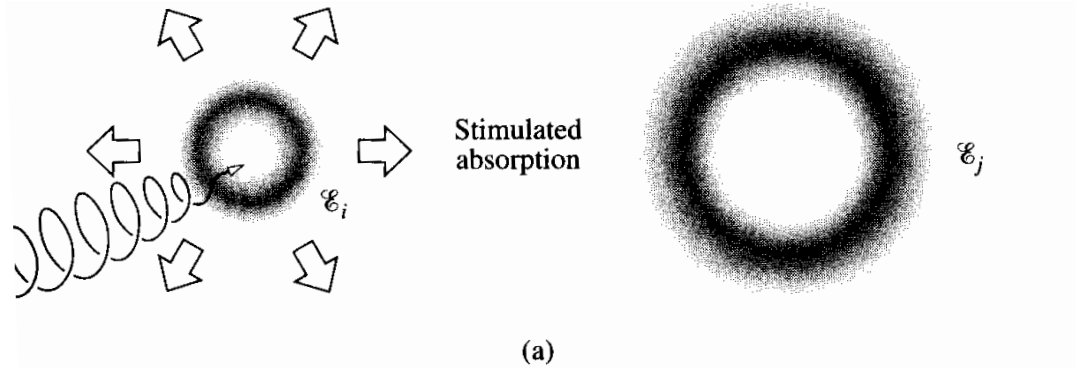 Stimulated
absorption
ℰᵢ
ℰⱼ
(a)